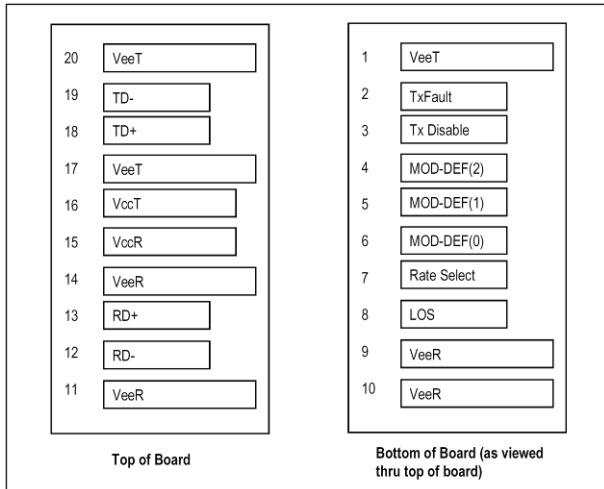 20 VeeT
19 TD-
18 TD+
17 VeeT
16 VccT
15 VccR
14 VeeR
13 RD+
12 RD-
11 VeeR
Top of Board
1 VeeT
2 TxFault
3 Tx Disable
4 MOD-DEF(2)
5 MOD-DEF(1)
6 MOD-DEF(0)
7 Rate Select
8 LOS
9 VeeR
10 VeeR
Bottom of Board (as viewed
thru top of board)